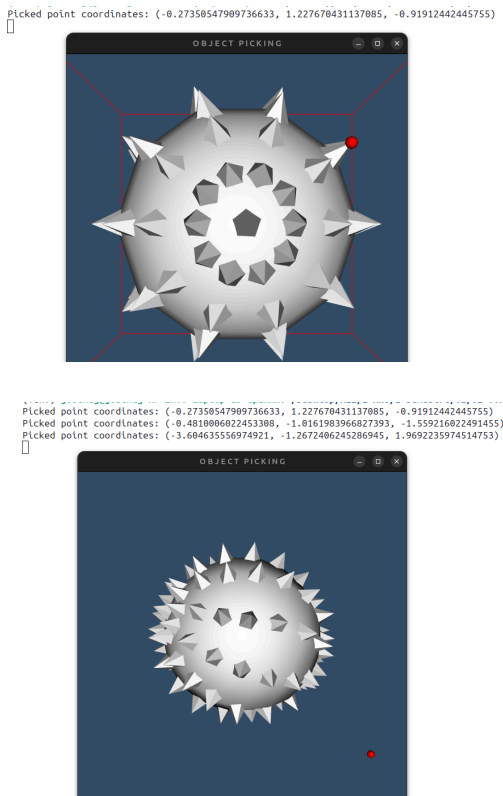 Picked point coordinates: (-0.27350547909736633, 1.227670431137085, -0.91912442445755)
OBJECT PICKING
Picked point coordinates: (-0.27350547909736633, 1.227670431137085, -0.91912442445755)
Picked point coordinates: (-0.4810006022453308, -1.0161983966827393, -1.559216022491455)
Picked point coordinates: (-3.604635556974921, -1.2672406245286945, 1.9692235974514753)
OBJECT PICKING